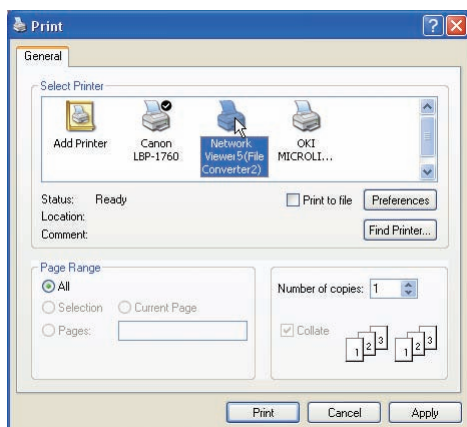 Print
General
Select Printer
Add Printer
Canon
LBP-1760
Network
Viewer5(File
Converter2)
OKI
MICROLI...
Status: Ready
Location:
Comment:
Print to file
Preferences
Find Printer...
Page Range
All
Selection
Current Page
Pages:
Number of copies: 1
Collate
1 2 3 1 2 3
Print
Cancel
Apply